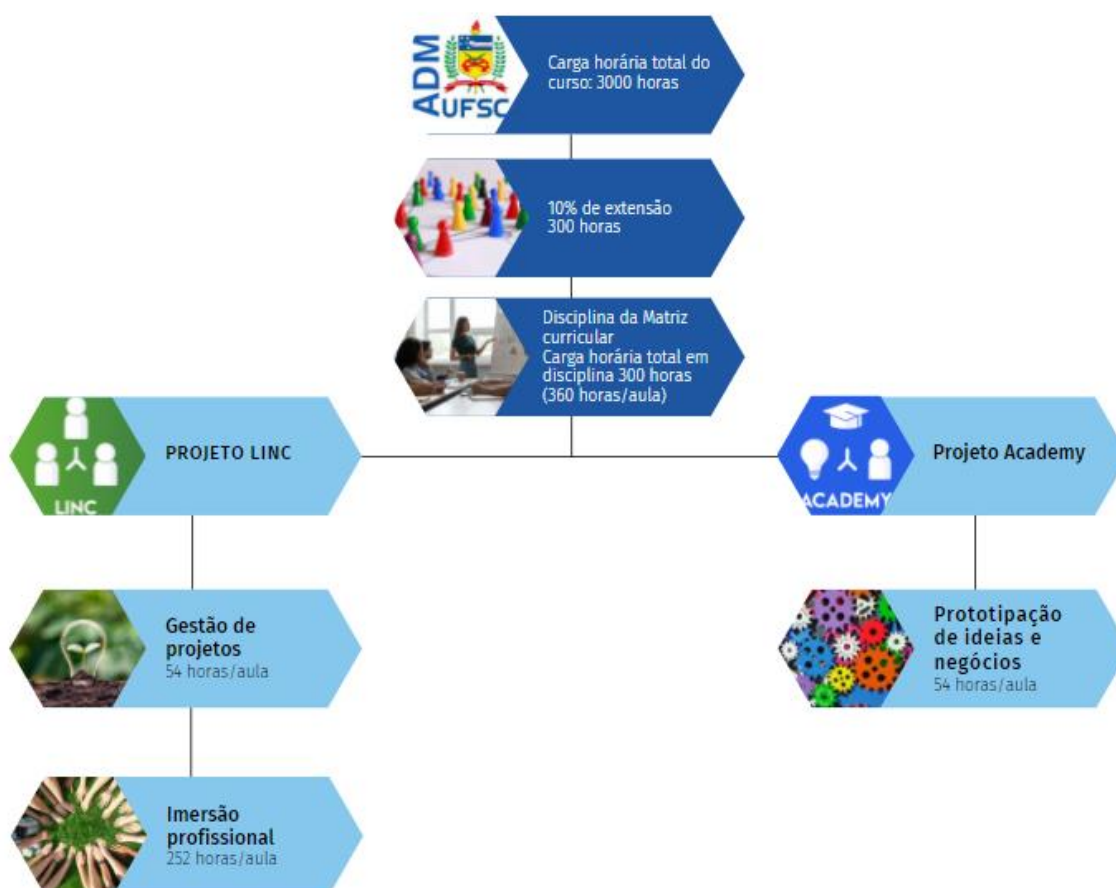 ADM
UFSC
Carga horária total do
curso: 3000 horas
10% de extensão
300 horas
Disciplina da Matriz
curricular
Carga horária total em
disciplina 300 horas
(360 horas/aula)
LINC
PROJETO LINC
ACADEMY
Projeto Academy
Gestão de
projetos
54 horas/aula
Prototipação
de ideias e
negócios
54 horas/aula
Imersão
profissional
252 horas/aula